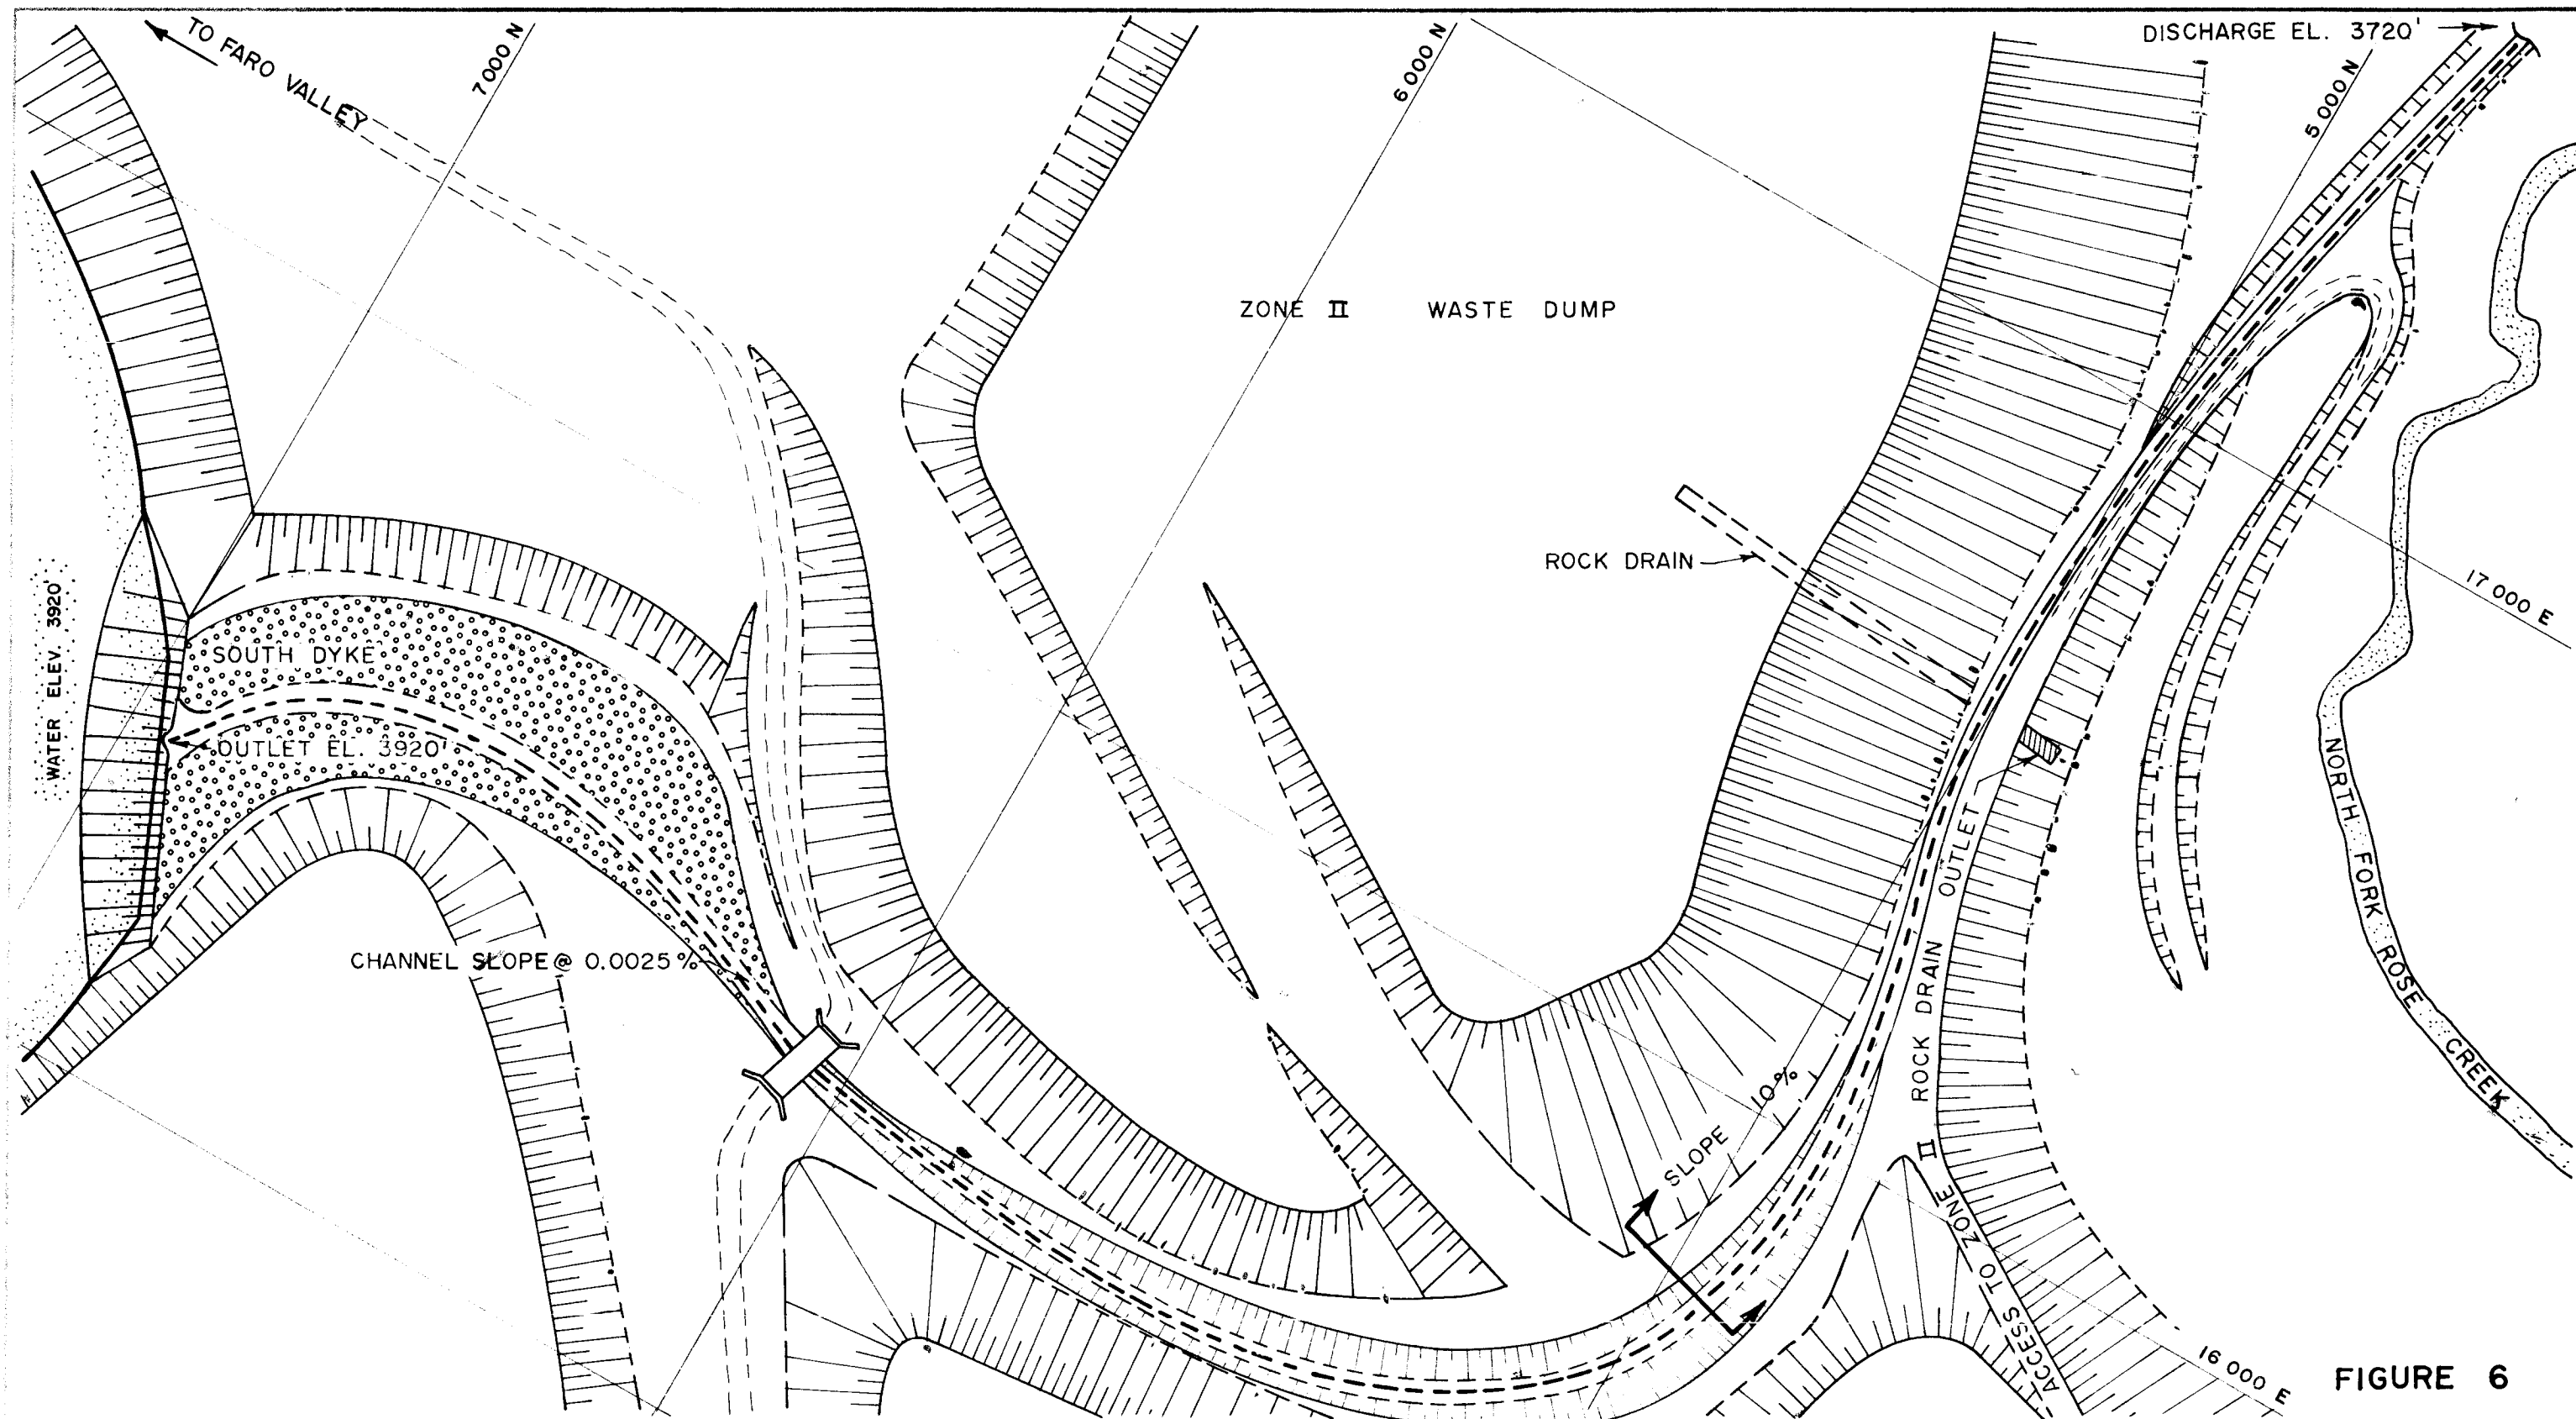 TO FARO VALLEY
7000 N
6000 N
DISCHARGE EL. 3720'
5000 N
ZONE II WASTE DUMP
ROCK DRAIN
17 000 E
WATER ELEV. 3920'
SOUTH DYKE
OUTLET EL. 3920'
NORTH FORK ROSE CREEK
CHANNEL SLOPE @ 0.0025%
ZONE II ROCK DRAIN OUTLET
SLOPE 10%
ACCESS TO ZONE II
16 000 E
FIGURE 6